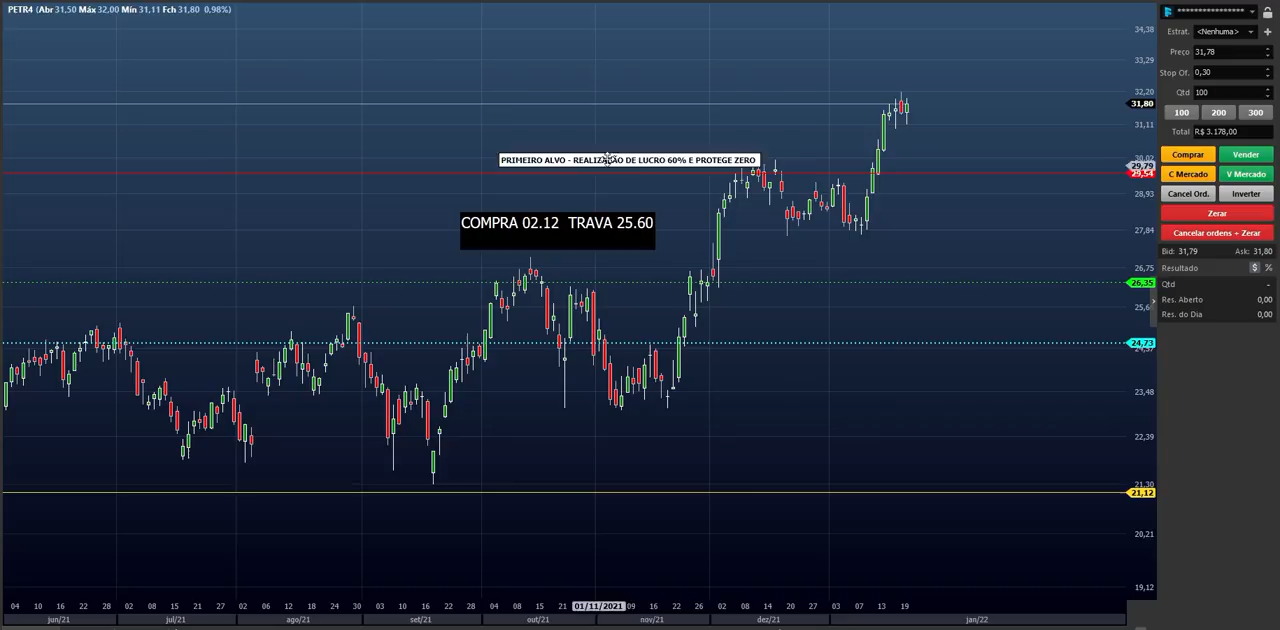 PETR4 (Abr 31,50 Máx 32,00 Mín 31,11 Fch 31,80 0,98%)
****************
Estrat. <Nenhuma>
Preço 31,78
Stop Of. 0,30
Qtd 100
100 200 300
Total R$ 3.178,00
Comprar Vender
C Mercado V Mercado
Cancel Ord. Inverter
Zerar
Cancelar ordens + Zerar
Bid: 31,79 Ask: 31,80
Resultado $ %
Qtd -
Res. Aberto 0,00
Res. do Dia 0,00
34,38
33,29
32,20
31,80
31,11
30,02
29,79
29,54
28,93
27,84
26,75
26,35
24,73
23,48
22,39
21,30
21,12
20,21
19,12
PRIMEIRO ALVO - REALIZAÇÃO DE LUCRO 60% E PROTEGE ZERO
COMPRA 02.12 TRAVA 25.60
04 10 16 22 28 02 08 15 21 27 02 06 12 18 24 30 03 10 16 22 28 04 08 15 21 01/11/2021 09 16 22 26 02 08 14 20 27 03 07 13 19
jun/21 jul/21 ago/21 set/21 out/21 nov/21 dez/21 jan/22